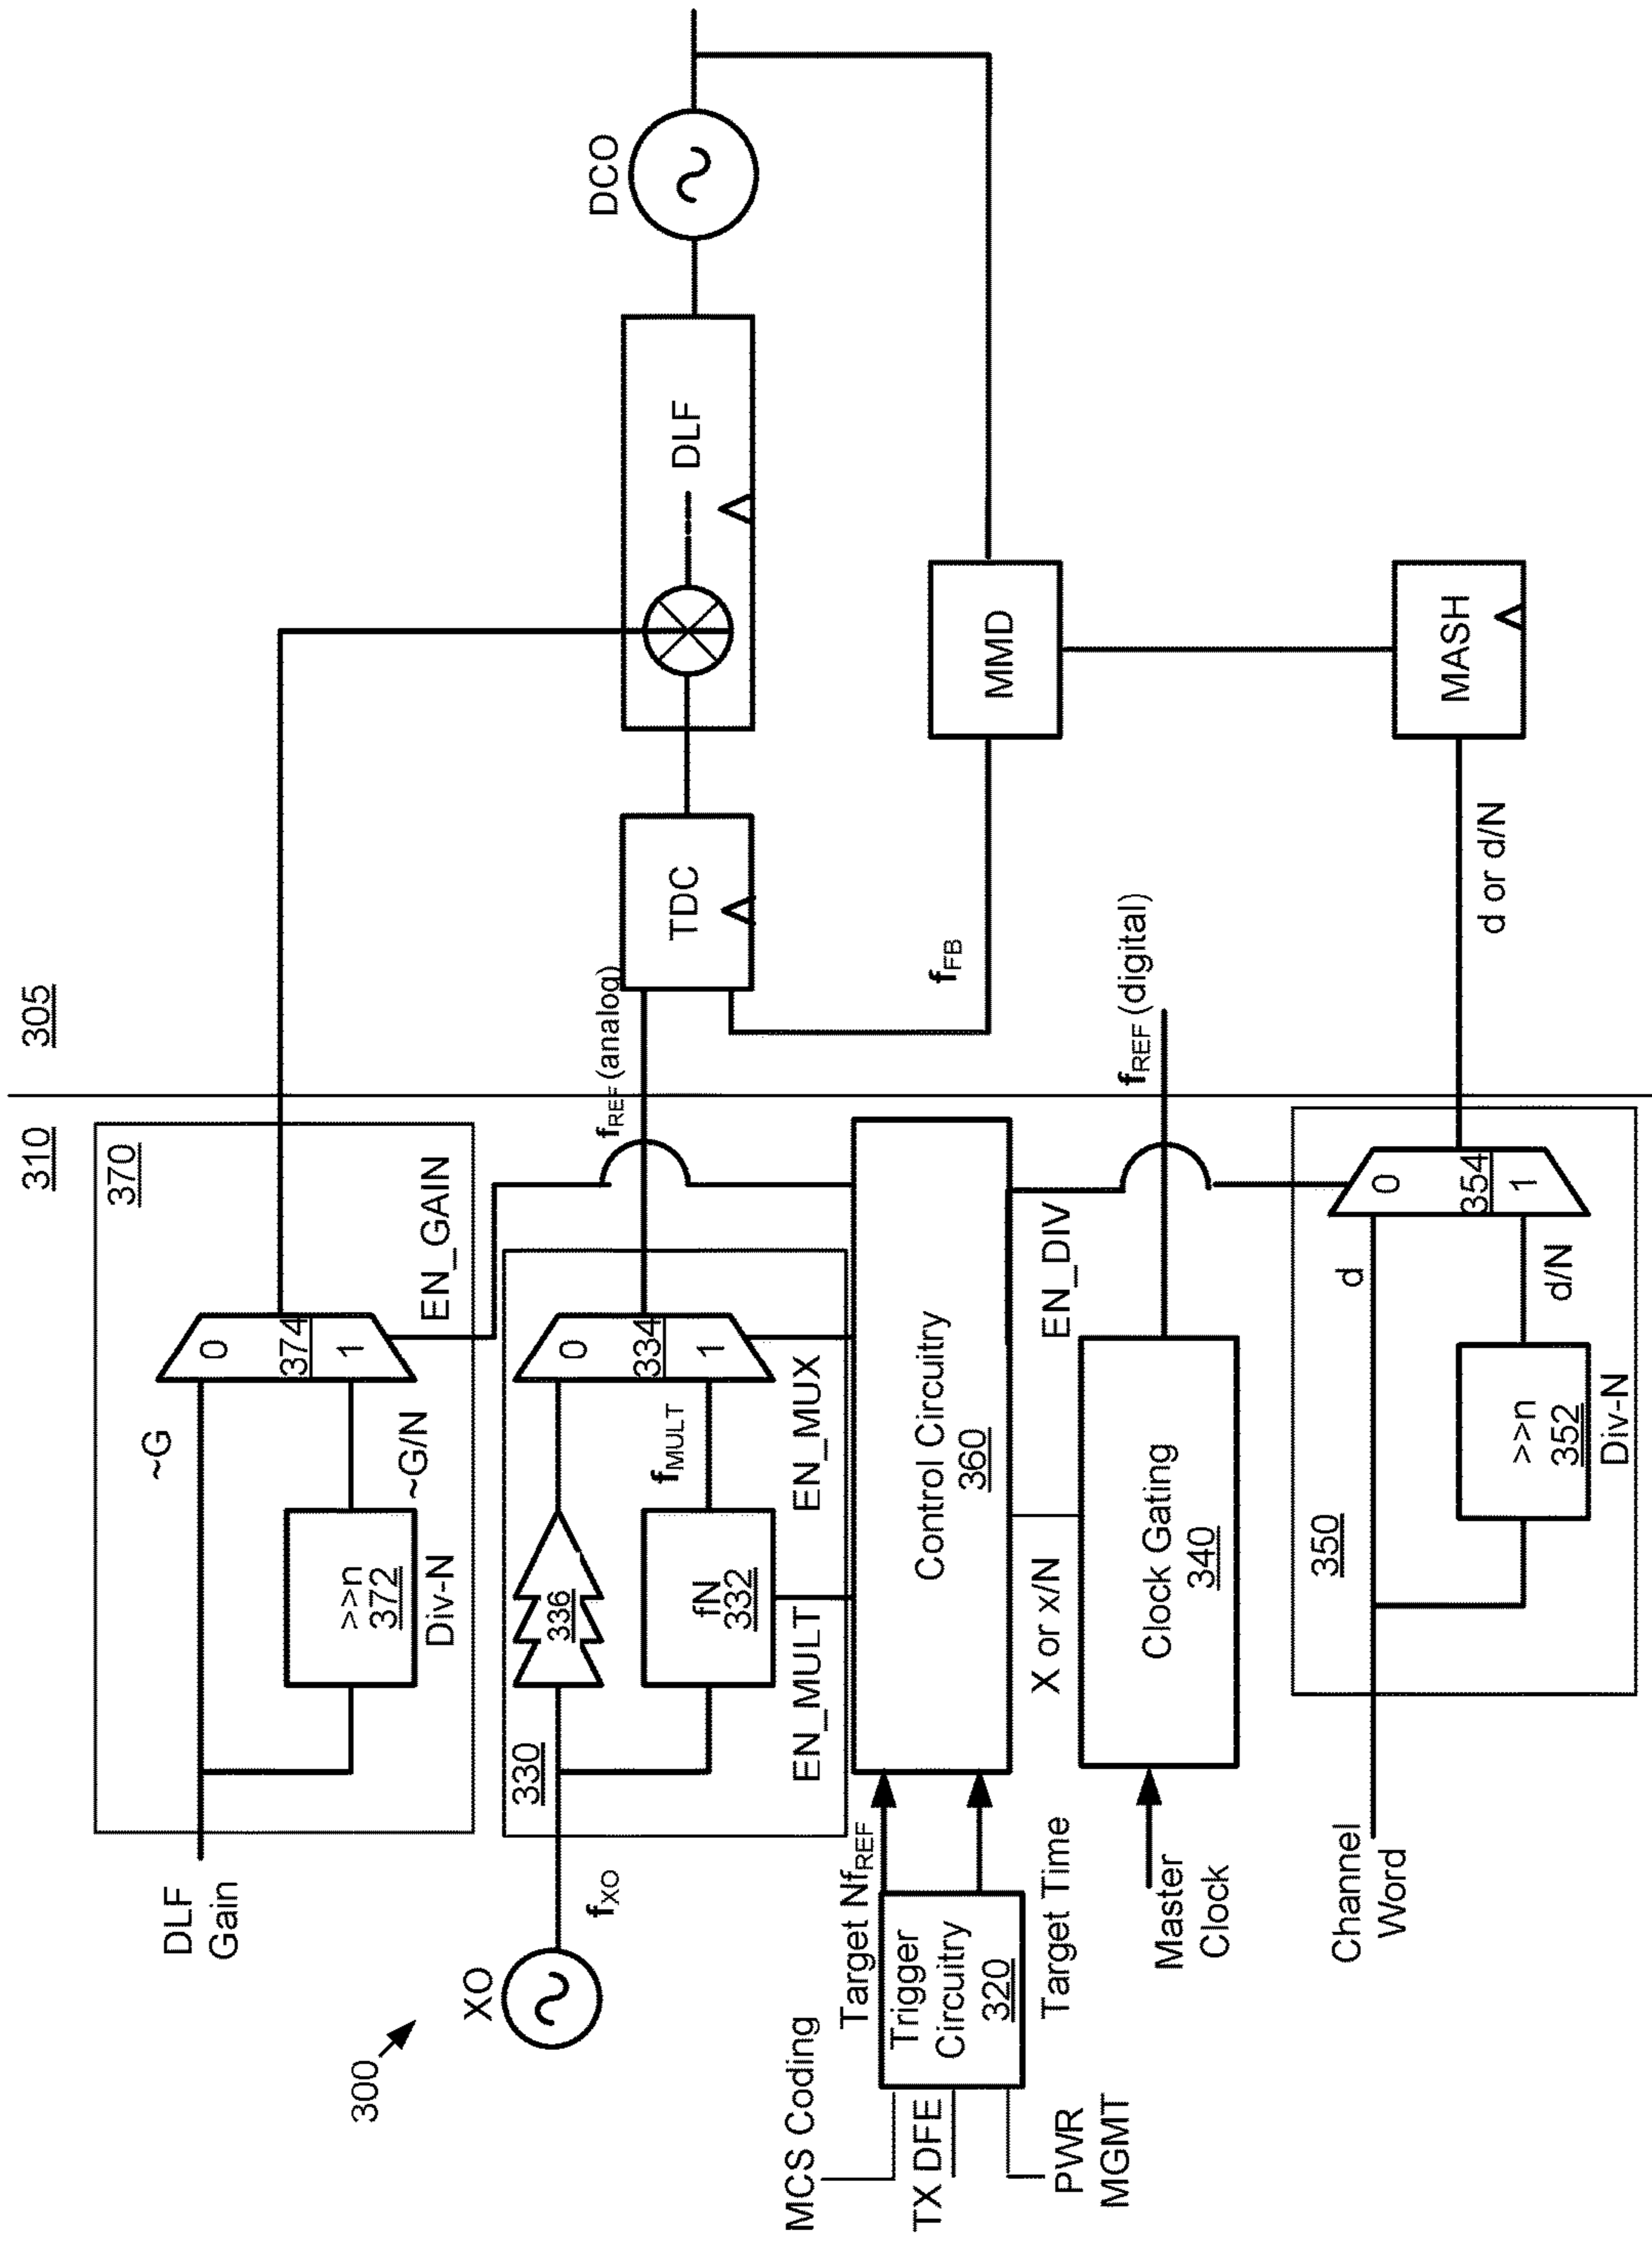 300
310
305
DLF
Gain
370
~G
>>n
372
Div-N
~G/N
0
374
1
EN_GAIN
XO
fXO
330
336
fN
332
fMULT
0
334
1
EN_MULT
EN_MUX
fREF (analog)
TDC
DLF
DCO
MCS Coding
TX DFE
PWR
MGMT
Trigger
Circuitry
320
Target NfREF
Target Time
Control Circuitry
360
X or x/N
EN_DIV
Master
Clock
Clock Gating
340
fREF (digital)
fFB
MMD
Channel
Word
350
>>n
352
Div-N
d
d/N
0
354
1
d or d/N
MASH